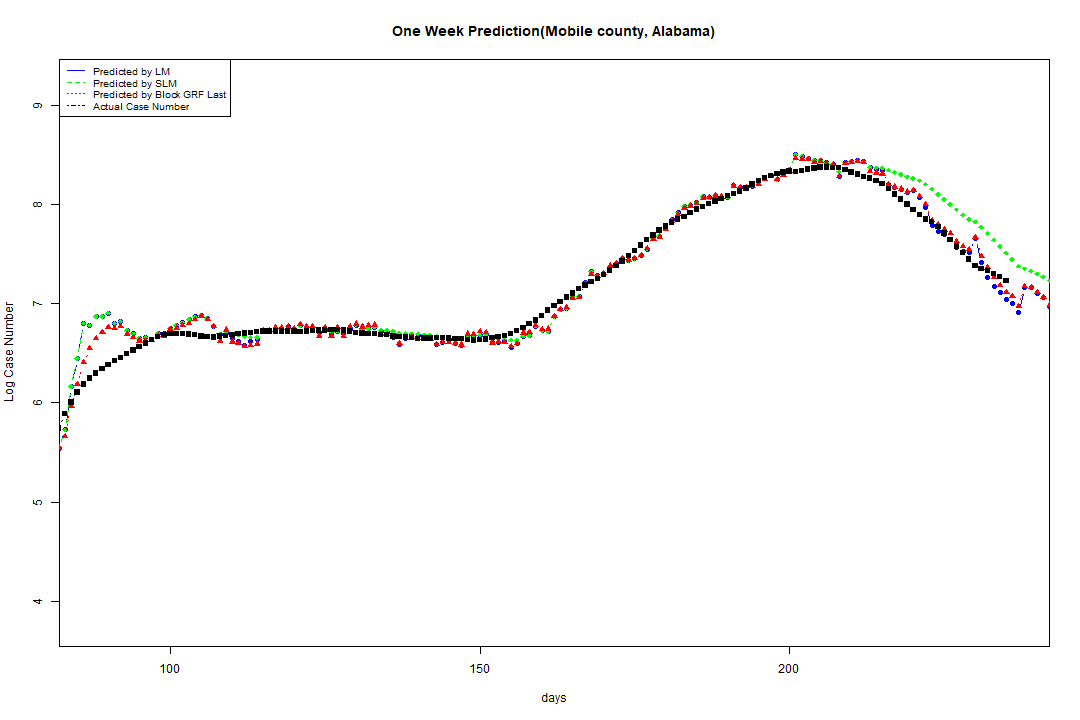 One Week Prediction(Mobile county, Alabama)
Predicted by LM
Predicted by SLM
Predicted by Block GRF Last
Actual Case Number
9
8
7
6
5
4
Log Case Number
100 150 200
days